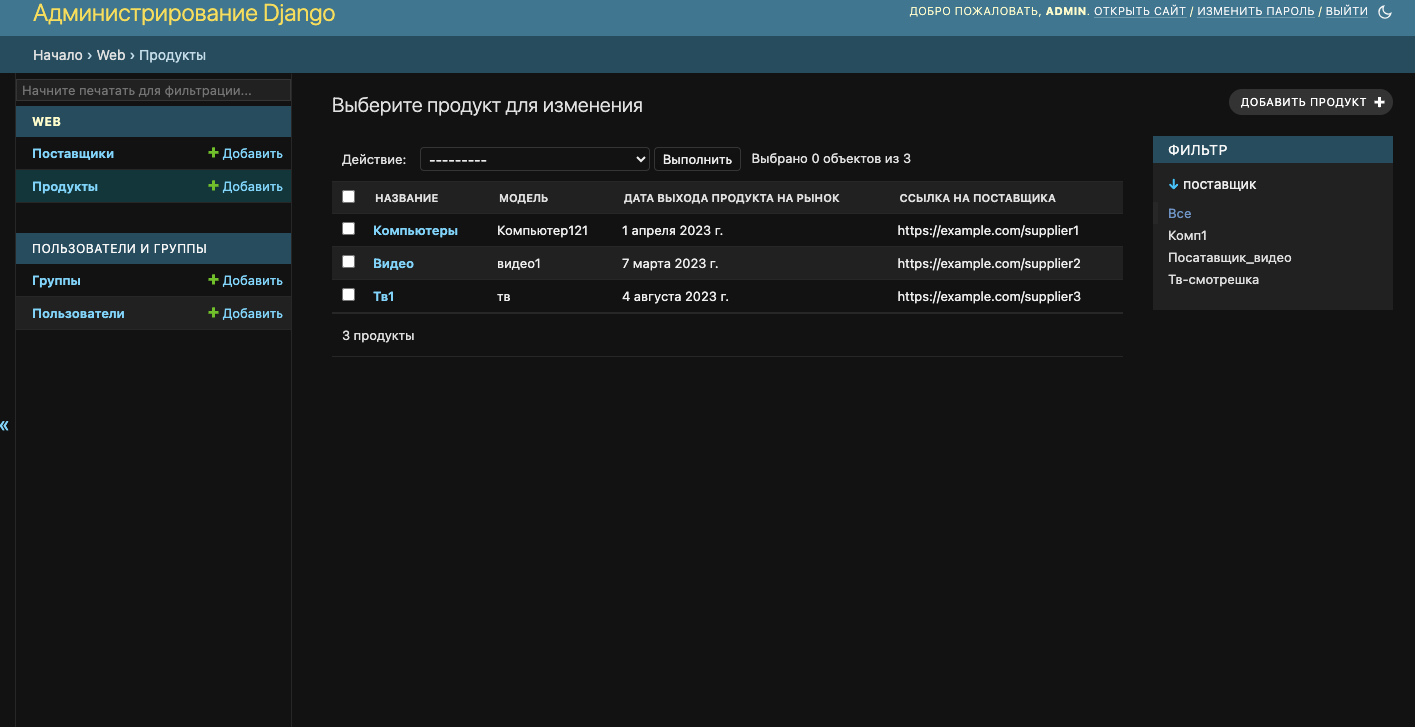 Администрирование Django
ДОБРО ПОЖАЛОВАТЬ, ADMIN. ОТКРЫТЬ САЙТ / ИЗМЕНИТЬ ПАРОЛЬ / ВЫЙТИ
Начало › Web › Продукты
Начните печатать для фильтрации...
WEB
Поставщики + Добавить
Продукты + Добавить
ПОЛЬЗОВАТЕЛИ И ГРУППЫ
Группы + Добавить
Пользователи + Добавить
«
Выберите продукт для изменения
ДОБАВИТЬ ПРОДУКТ +
Действие: --------- Выполнить Выбрано 0 объектов из 3
НАЗВАНИЕ МОДЕЛЬ ДАТА ВЫХОДА ПРОДУКТА НА РЫНОК ССЫЛКА НА ПОСТАВЩИКА
Компьютеры Компьютер121 1 апреля 2023 г. https://example.com/supplier1
Видео видео1 7 марта 2023 г. https://example.com/supplier2
Тв1 тв 4 августа 2023 г. https://example.com/supplier3
3 продукты
ФИЛЬТР
↓ поставщик
Все
Комп1
Посатавщик_видео
Тв-смотрешка